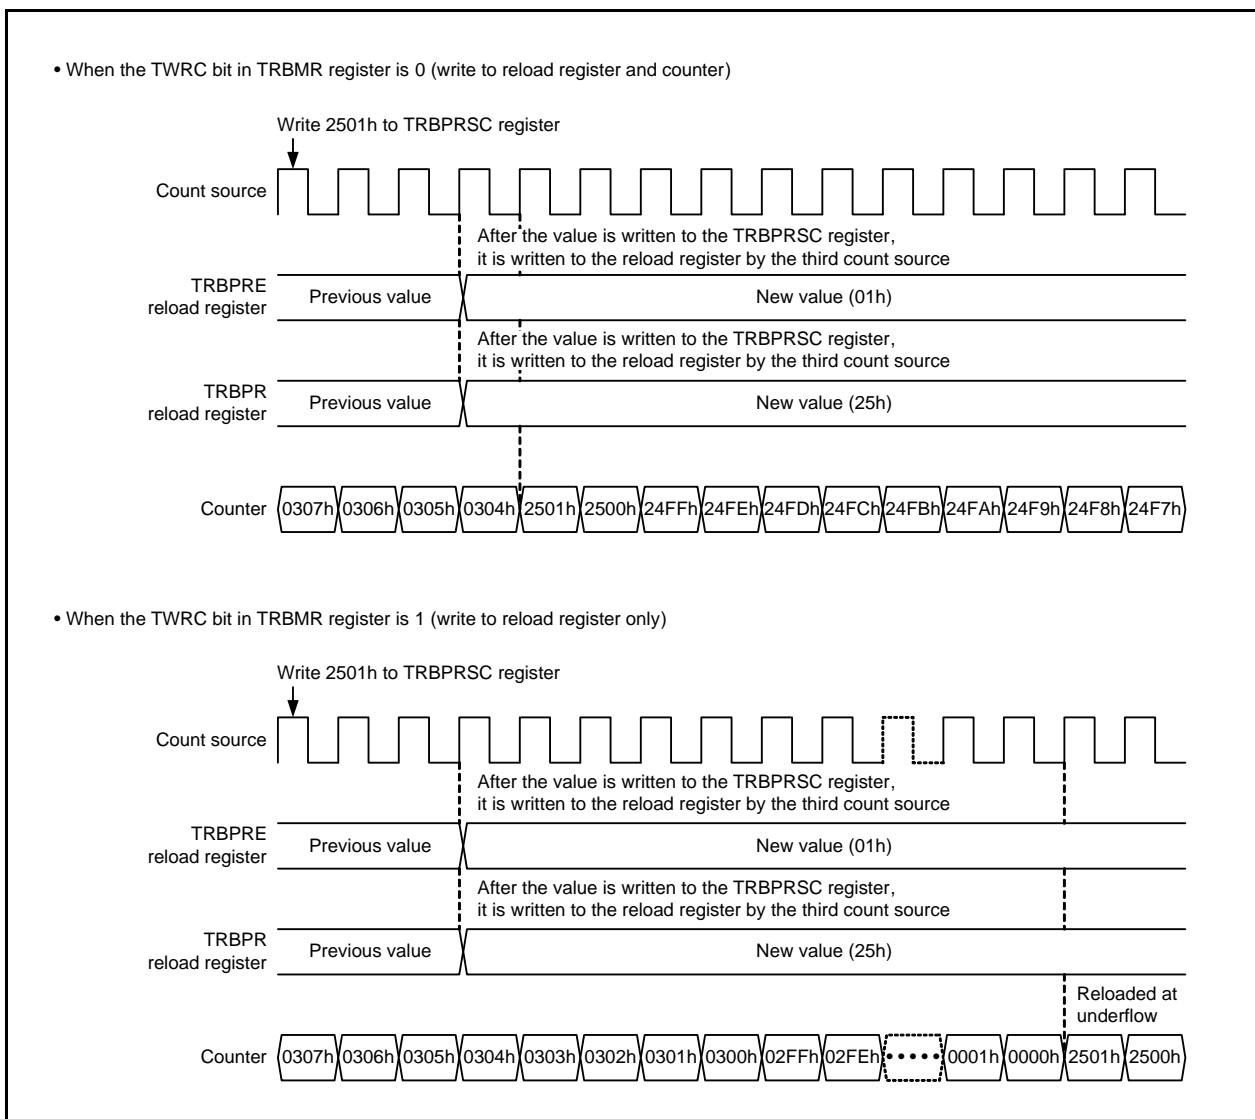 • When the TWRC bit in TRBMR register is 0 (write to reload register and counter)
Write 2501h to TRBPRSC register
Count source
After the value is written to the TRBPRSC register,
it is written to the reload register by the third count source
TRBPRE
reload register
Previous value
New value (01h)
After the value is written to the TRBPRSC register,
it is written to the reload register by the third count source
TRBPR
reload register
Previous value
New value (25h)
Counter 0307h 0306h 0305h 0304h 2501h 2500h 24FFh 24FEh 24FDh 24FCh 24FBh 24FAh 24F9h 24F8h 24F7h
• When the TWRC bit in TRBMR register is 1 (write to reload register only)
Write 2501h to TRBPRSC register
Count source
After the value is written to the TRBPRSC register,
it is written to the reload register by the third count source
TRBPRE
reload register
Previous value
New value (01h)
After the value is written to the TRBPRSC register,
it is written to the reload register by the third count source
TRBPR
reload register
Previous value
New value (25h)
Reloaded at
underflow
Counter 0307h 0306h 0305h 0304h 0303h 0302h 0301h 0300h 02FFh 02FEh ••••• 0001h 0000h 2501h 2500h